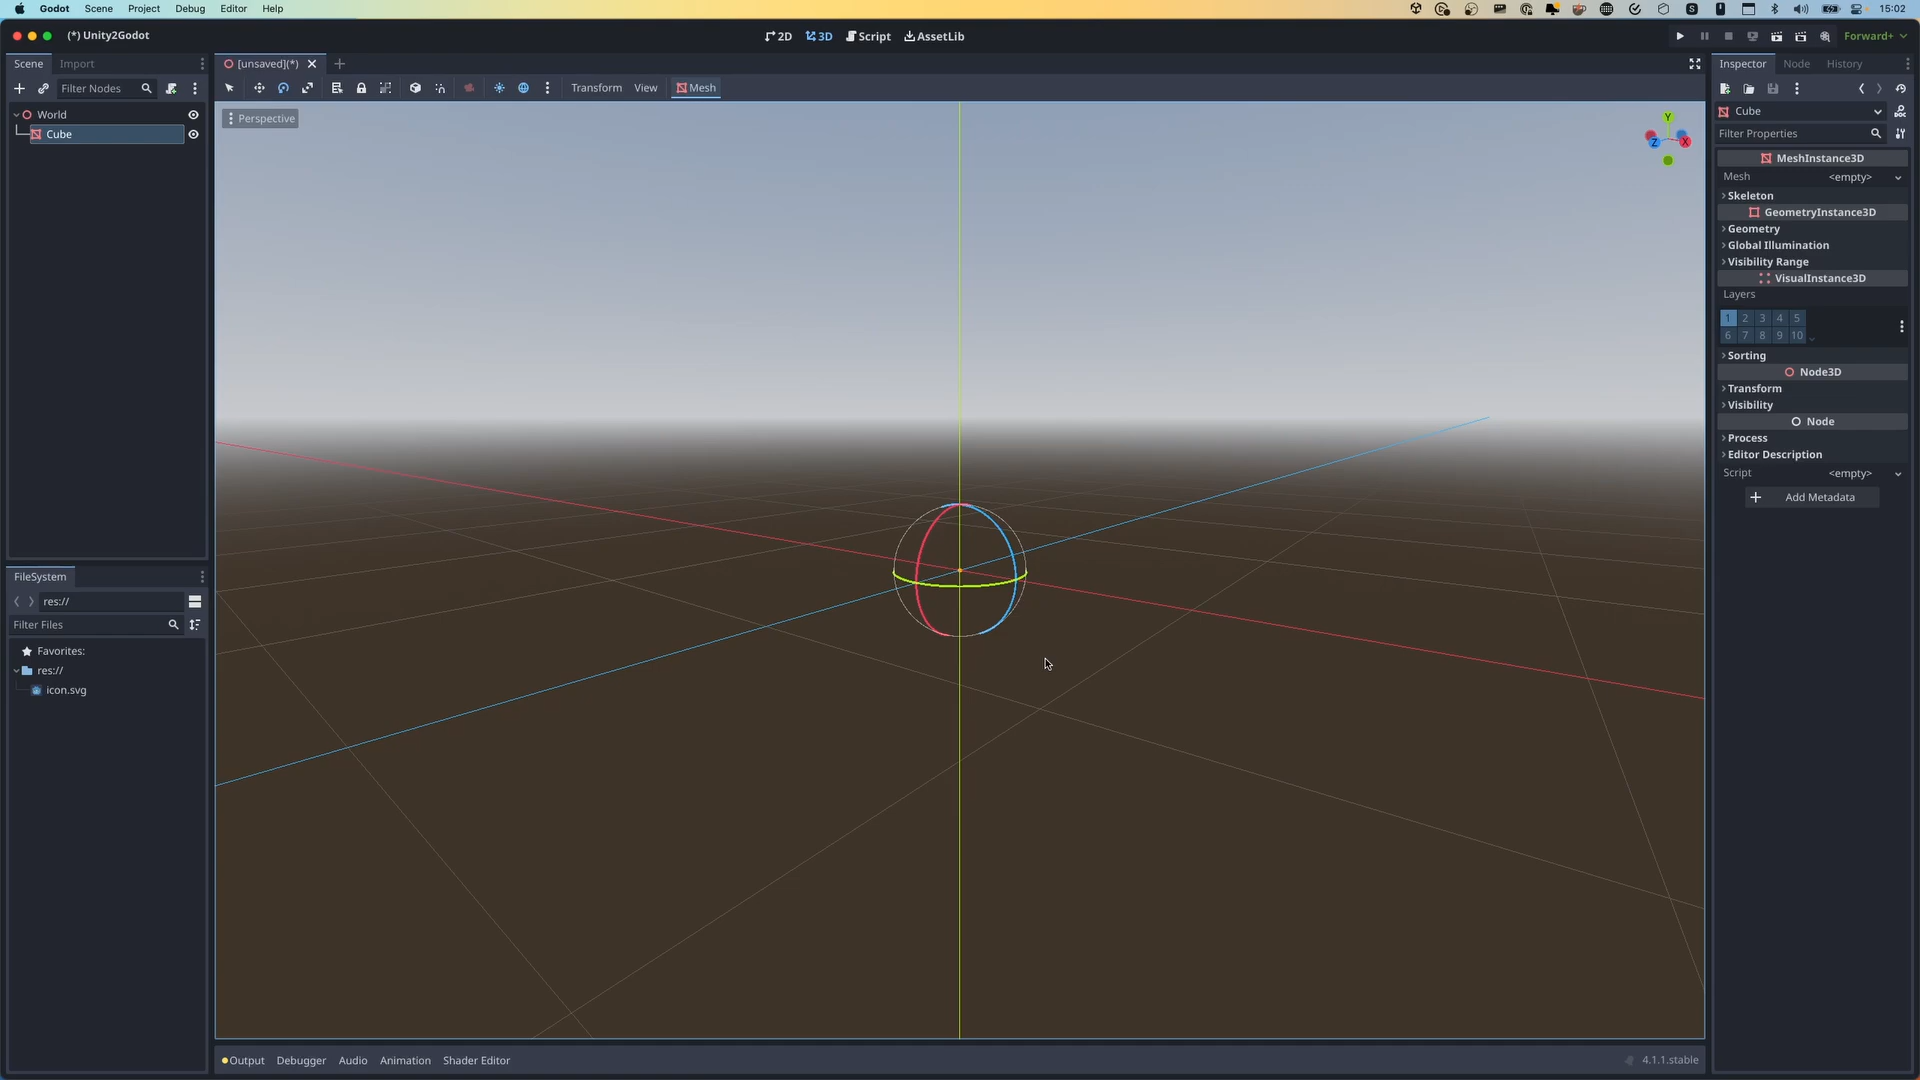 Godot Scene Project Debug Editor Help 15:02
(*) Unity2Godot 2D 3D Script AssetLib Forward+
Scene Import
[unsaved](*)
Inspector Node History
Filter Nodes
Transform View Mesh
World
Cube
Perspective
Y
Z X
Cube
Filter Properties
MeshInstance3D
Mesh <empty>
Skeleton
GeometryInstance3D
Geometry
Global Illumination
Visibility Range
VisualInstance3D
Layers
1 2 3 4 5
6 7 8 9 10
Sorting
Node3D
Transform
Visibility
Node
Process
Editor Description
Script <empty>
Add Metadata
FileSystem
res://
Filter Files
Favorites:
res://
icon.svg
Output Debugger Audio Animation Shader Editor 4.1.1.stable